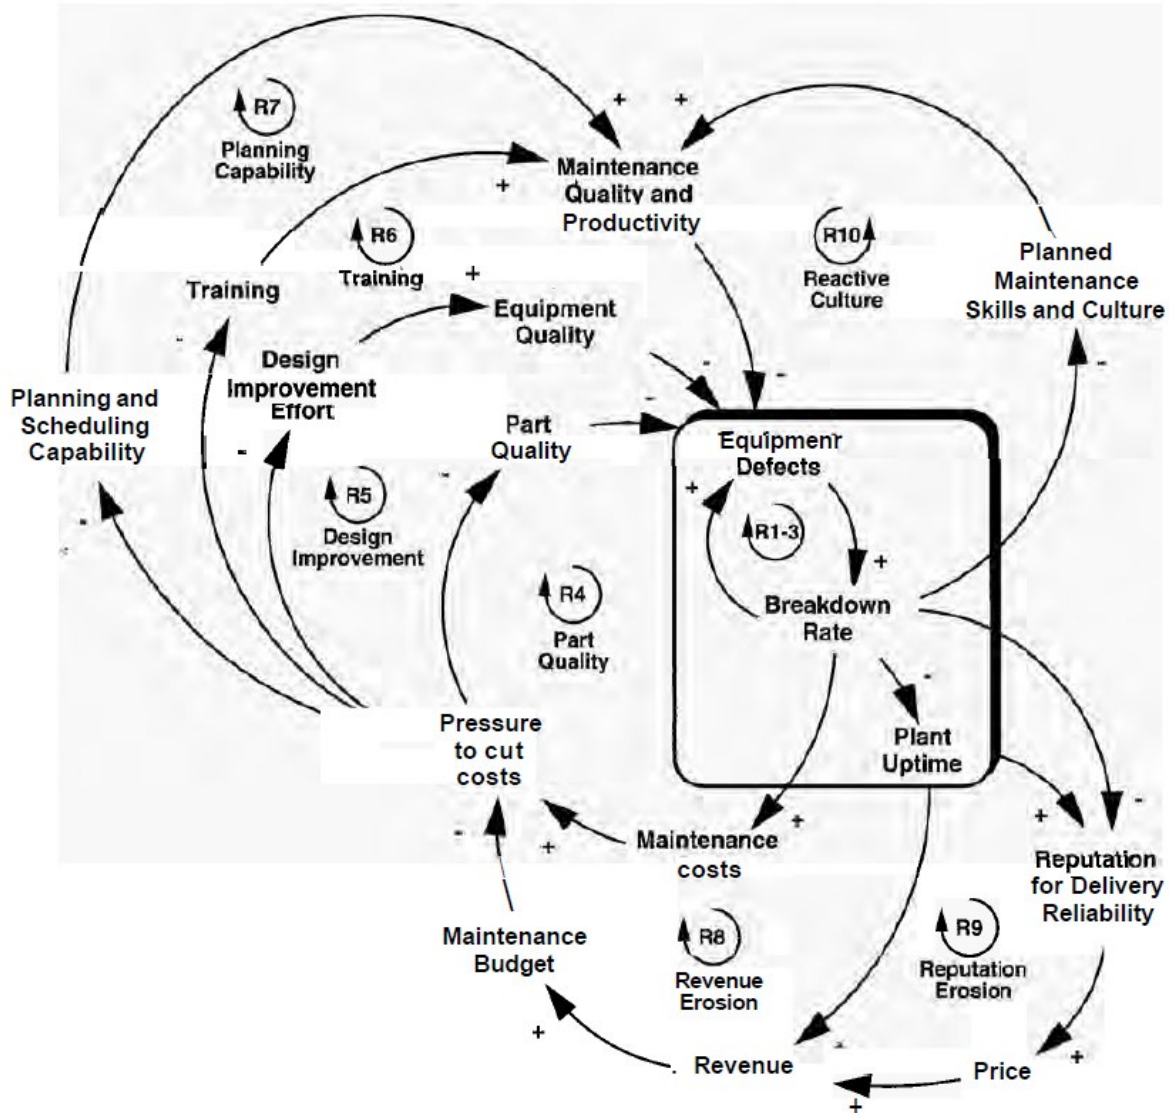 R7
Planning
Capability
+ +
Maintenance
Quality and
Productivity
+
R6
Training
R10
Reactive
Culture
Planned
Maintenance
Skills and Culture
Training
+
Equipment
Quality
-
Design
Improvement
Effort
-
-
-
Planning and
Scheduling
Capability
-
Part
Quality
-
Equipment
Defects
-
-
+
R5
Design
Improvement
R1-3
-
+
R4
Part
Quality
Breakdown
Rate
-
Plant
Uptime
Pressure
to cut
costs
-
+
Maintenance
costs
+
+
-
Reputation
for Delivery
Reliability
Maintenance
Budget
R8
Revenue
Erosion
R9
Reputation
Erosion
+
Revenue
Price
+
+